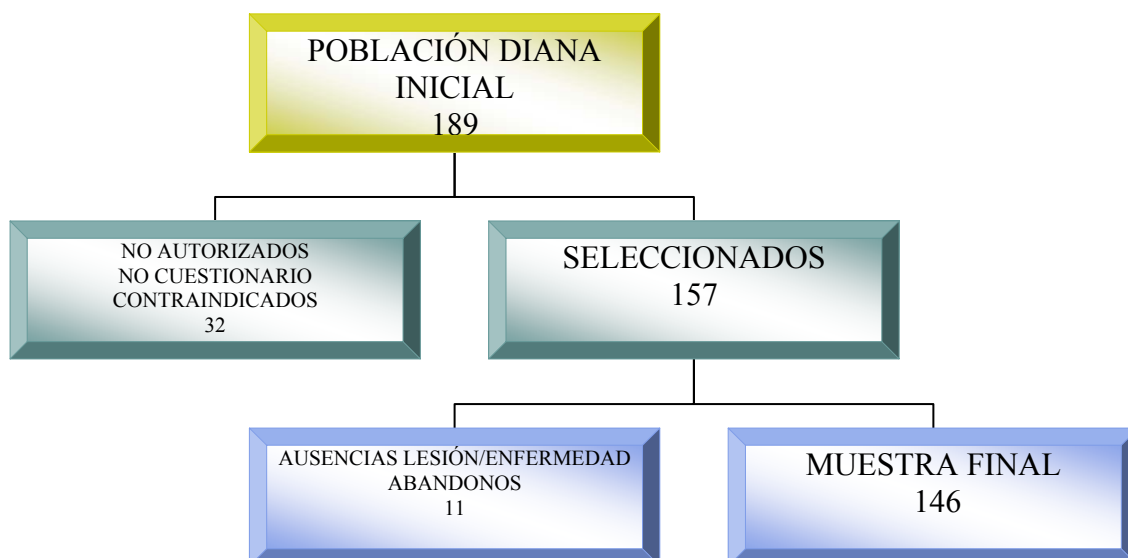 POBLACIÓN DIANA
INICIAL
189
NO AUTORIZADOS
NO CUESTIONARIO
CONTRAINDICADOS
32
SELECCIONADOS
157
AUSENCIAS LESIÓN/ENFERMEDAD
ABANDONOS
11
MUESTRA FINAL
146